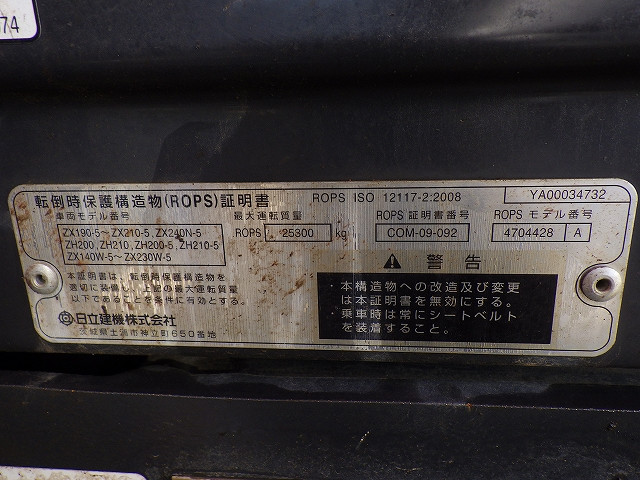 674
転倒時保護構造物(ROPS)証明書
ROPS ISO 12117-2:2008
YA00034732
車両モデル番号
最大運転質量
ROPS 証明書番号
ROPS モデル番号
ZX190-5～ZX210-5, ZX240N-5
ZH200, ZH210, ZH200-5, ZH210-5
ZX140W-5～ZX230W-5
ROPS 25300 kg
COM-09-092
4704428 A
本証明書は、転倒時保護構造物を
適切に装備し、上記の最大運転質量
以下であることを条件に有効とする。
日立建機株式会社
茨城県土浦市神立町650番地
⚠ 警告
・本構造物への改造及び変更
は本証明書を無効にする。
・乗車時は常にシートベルト
を装着すること。